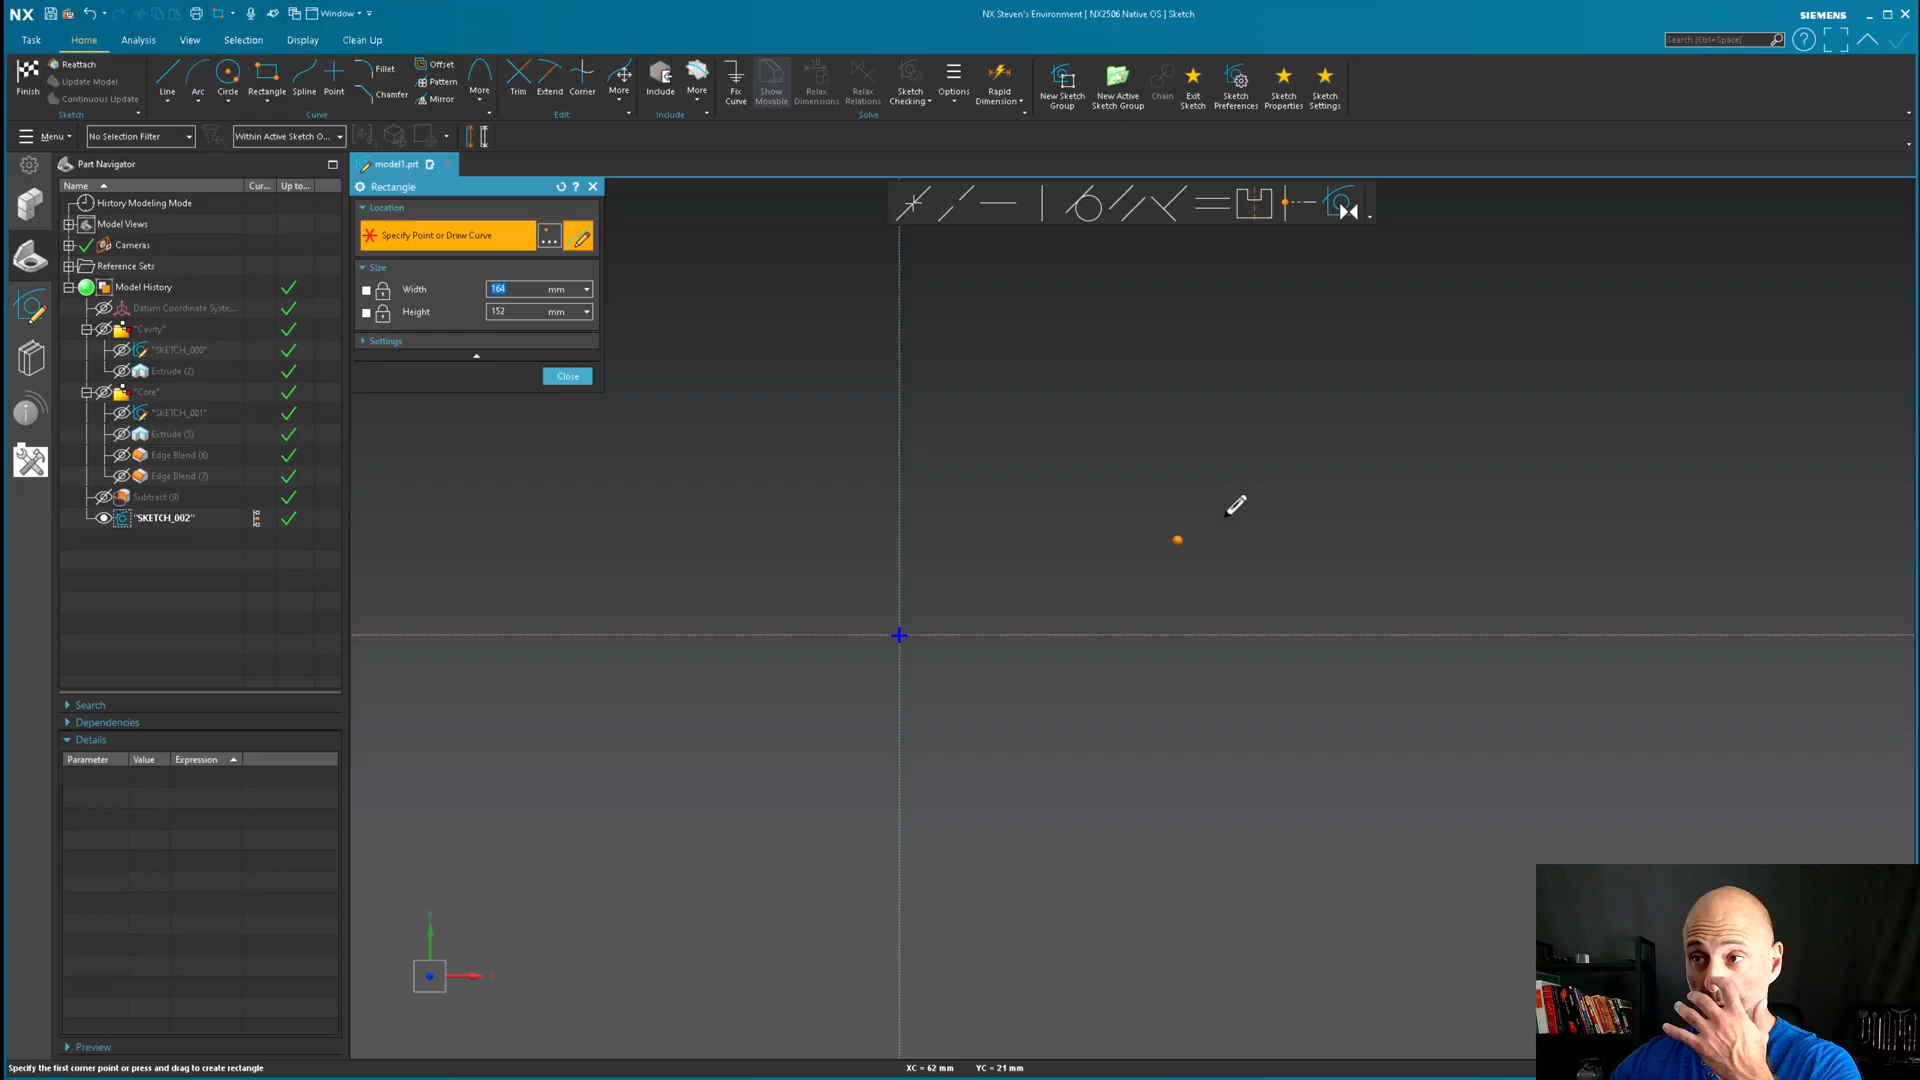 NX
Window
NX Steven's Environment [ NX2506 Native OS ] Sketch
SIEMENS
Task
Home
Analysis
View
Selection
Display
Clean Up
Search (Ctrl+Space)
Finish
Reattach
Update Model
Continuous Update
Sketch
Line
Arc
Circle
Rectangle
Spline
Point
Fillet
Chamfer
Offset
Pattern
Mirror
More
Curve
Trim
Extend
Corner
More
Edit
Include
More
Include
Fix Curve
Show Movable
Relax Dimensions
Relax Relations
Sketch Checking
Options
Rapid Dimension
Solve
New Sketch Group
New Active Sketch Group
Chain
Exit Sketch
Sketch Preferences
Sketch Properties
Sketch Settings
Menu
No Selection Filter
Within Active Sketch O...
Part Navigator
Name
Cur...
Up to...
History Modeling Mode
Model Views
Cameras
Reference Sets
Model History
Datum Coordinate Syste...
"Cavity"
"SKETCH_000"
Extrude (2)
"Core"
"SKETCH_001"
Extrude (5)
Edge Blend (6)
Edge Blend (7)
Subtract (9)
"SKETCH_002"
Search
Dependencies
Details
Parameter
Value
Expression
Preview
model1.prt
Rectangle
Location
Specify Point or Draw Curve
Size
Width
164
mm
Height
152
mm
Settings
Close
Y
X
Specify the first corner point or press and drag to create rectangle
XC = 62 mm
YC = 21 mm